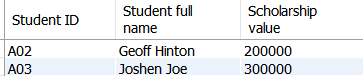 Student ID Student full name Scholarship value
A02 Geoff Hinton 200000
A03 Joshen Joe 300000